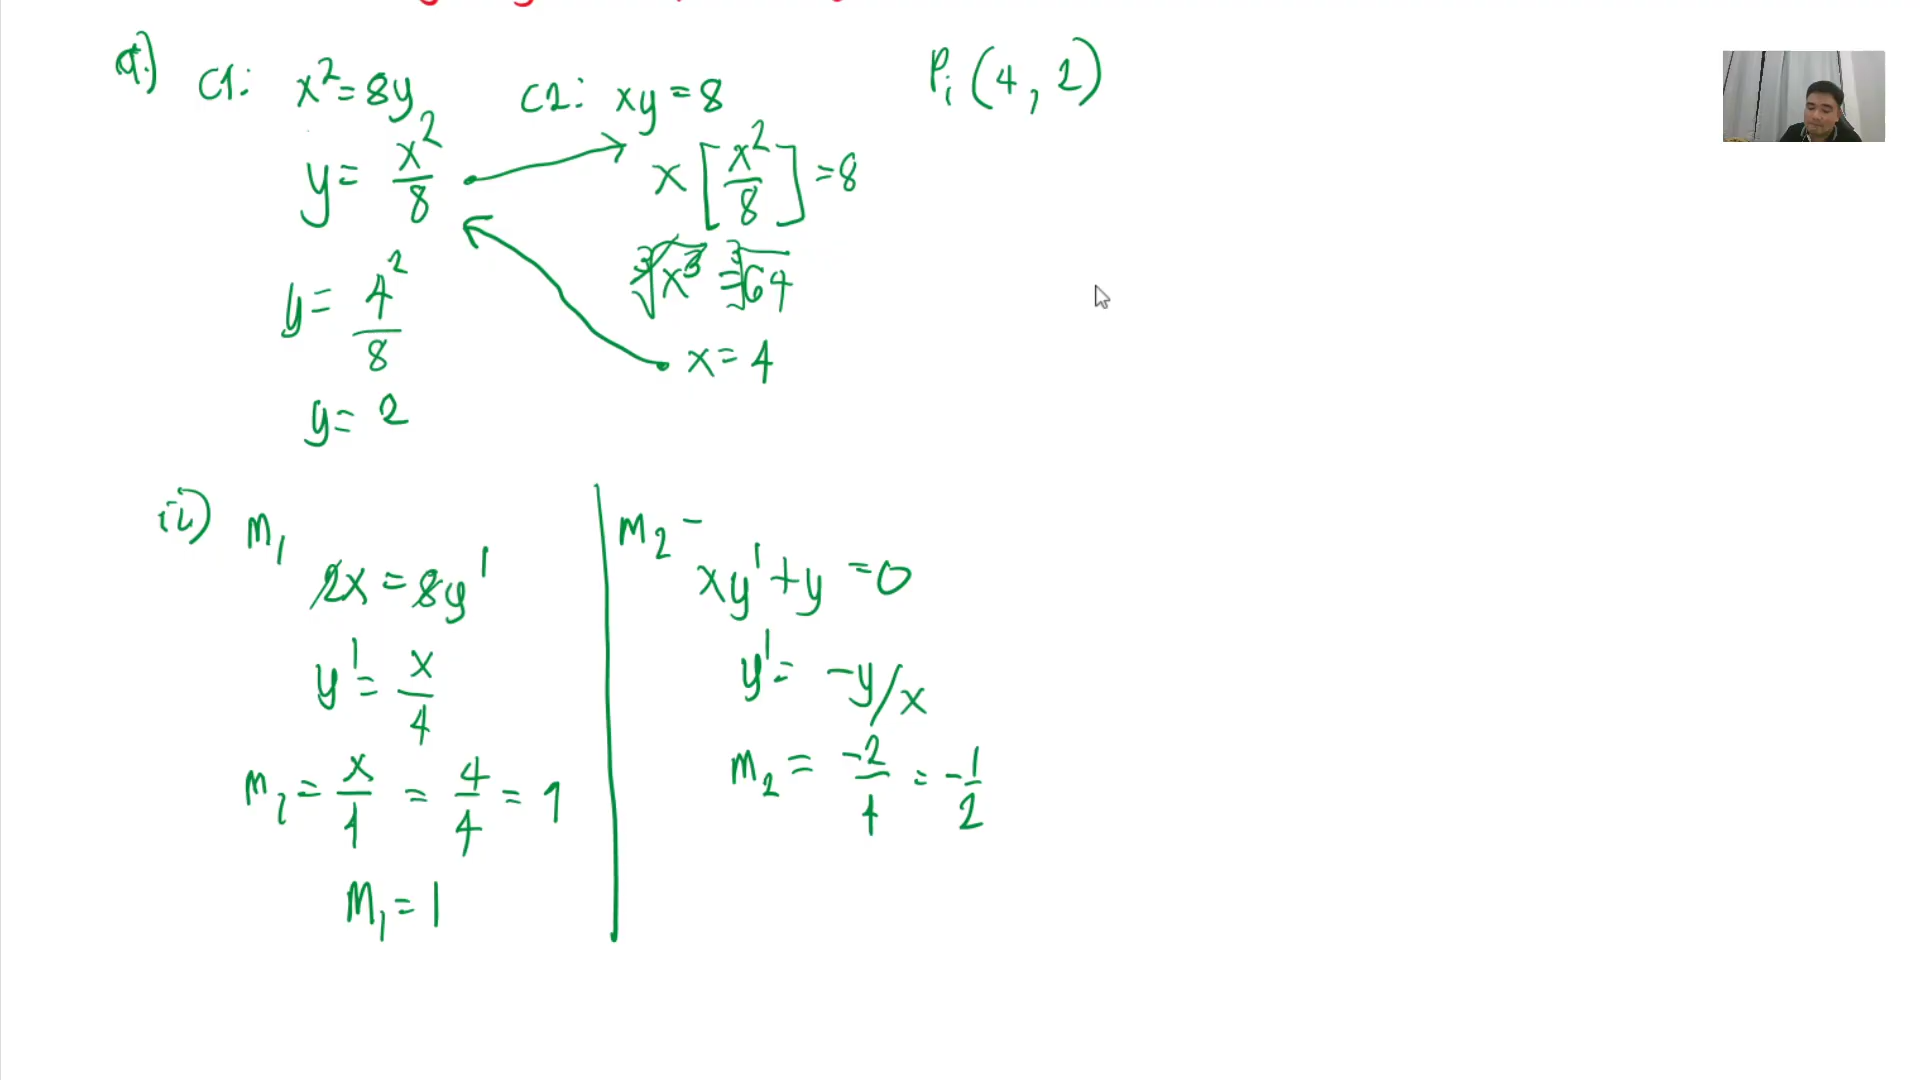 a.) C1: x²=8y C2: xy=8 P₁(4, 2)
y= x²/8 x[x²/8]=8
y= 4²/8 ∛x³ =∛64
x= 4
y= 2
ii) m₁ m₂ -
2x = 8y' xy'+y =0
y'= x/4 y'= -y/x
m₁ = x/4 = 4/4 = 1 m₂ = -2/4 = -1/2
m₁ = 1